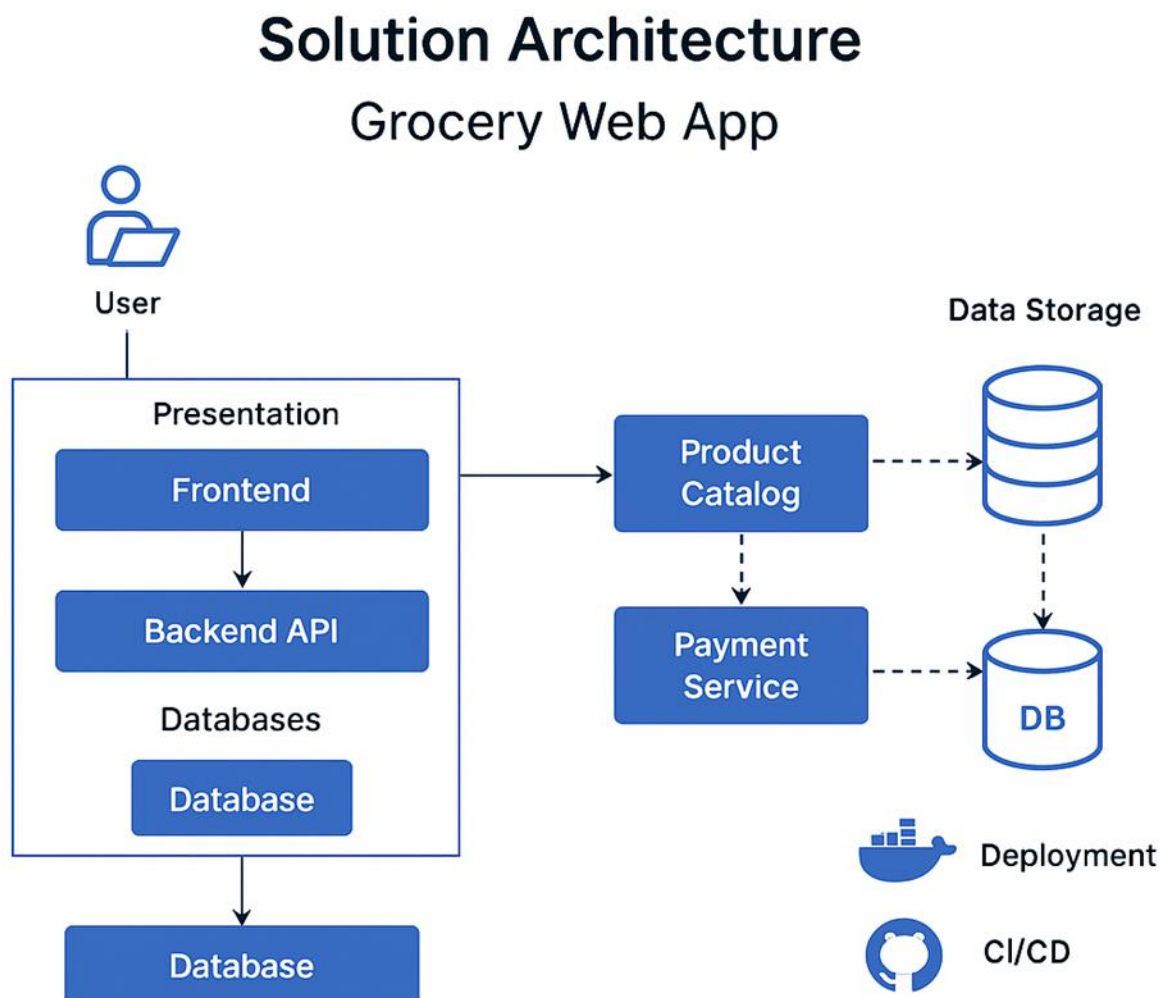 Solution Architecture
Grocery Web App
User
Data Storage
Presentation
Frontend
Product
Catalog
Backend API
Payment
Service
Databases
DB
Database
Deployment
Database
CI/CD